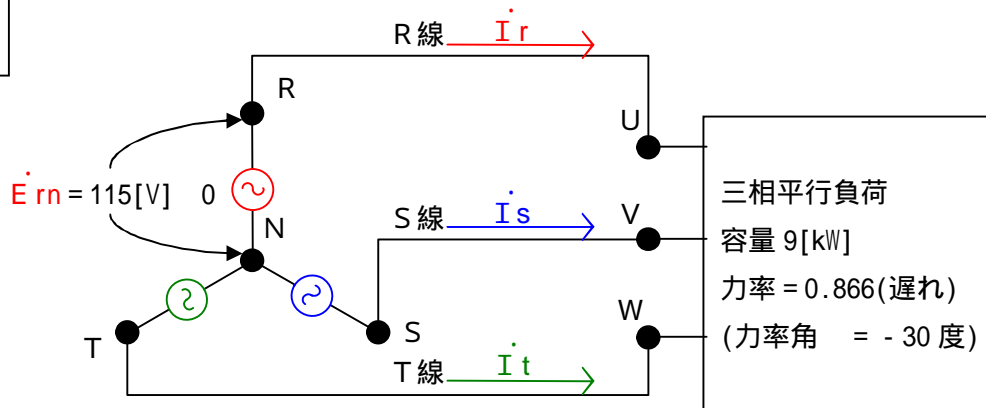 R線 İr
R
U
Ėrn = 115[V] 0
N
S線 İs
V
三相平行負荷
容量 9[kW]
力率 = 0.866(遅れ)
(力率角 = - 30 度)
W
T
S
T線 İt